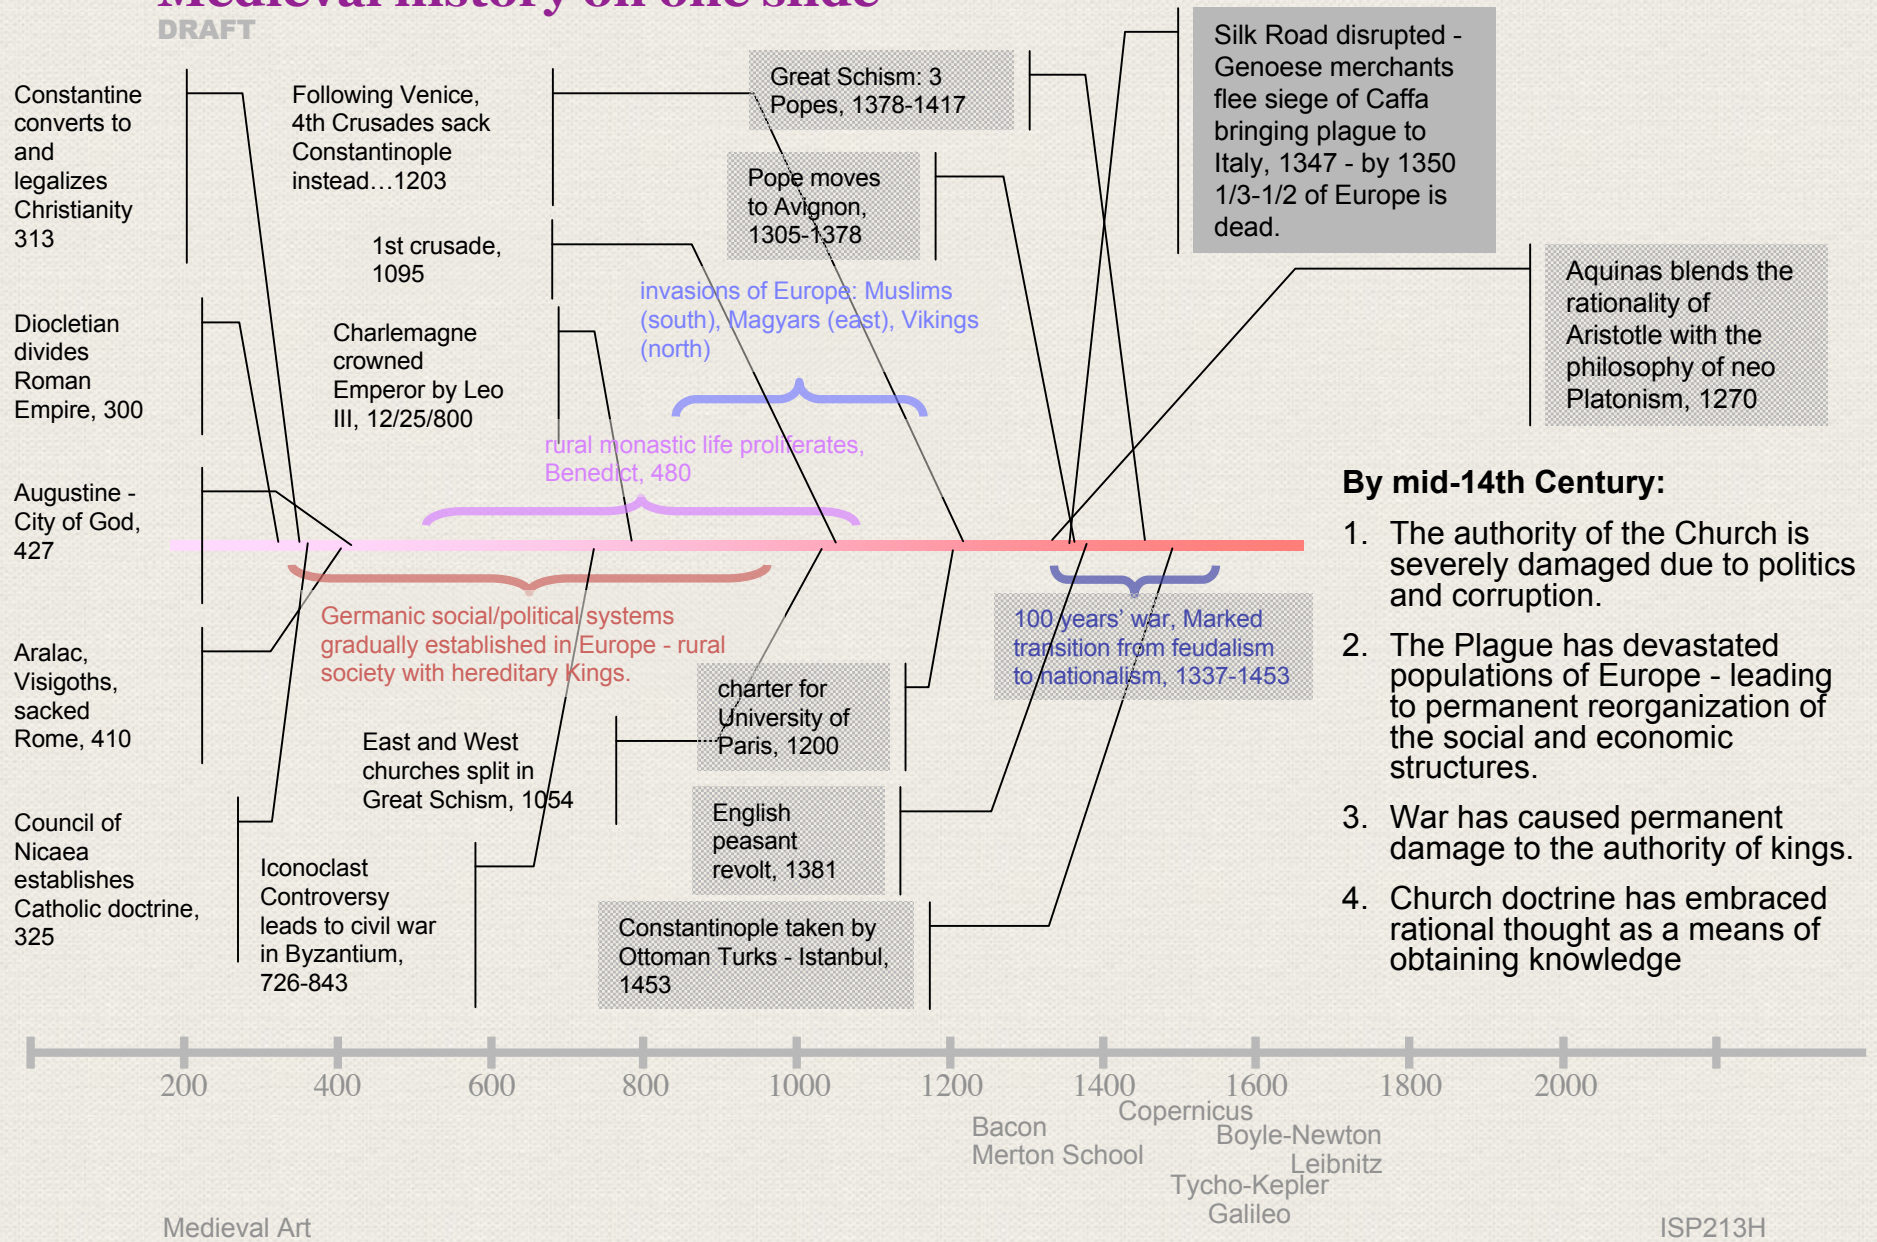 Medieval history on one slide
DRAFT
Constantine
converts to
and
legalizes
Christianity
313
Diocletian
divides
Roman
Empire, 300
Augustine -
City of God,
427
Aralac,
Visigoths,
sacked
Rome, 410
Council of
Nicaea
establishes
Catholic doctrine,
325
Following Venice,
4th Crusades sack
Constantinople
instead…1203
1st crusade,
1095
Charlemagne
crowned
Emperor by Leo
III, 12/25/800
invasions of Europe: Muslims
(south), Magyars (east), Vikings
(north)
rural monastic life proliferates,
Benedict, 480
Germanic social/political systems
gradually established in Europe - rural
society with hereditary Kings.
East and West
churches split in
Great Schism, 1054
Iconoclast
Controversy
leads to civil war
in Byzantium,
726-843
Great Schism: 3
Popes, 1378-1417
Pope moves
to Avignon,
1305-1378
charter for
University of
Paris, 1200
English
peasant
revolt, 1381
Constantinople taken by
Ottoman Turks - Istanbul,
1453
100 years’ war, Marked
transition from feudalism
to nationalism, 1337-1453
Silk Road disrupted -
Genoese merchants
flee siege of Caffa
bringing plague to
Italy, 1347 - by 1350
1/3-1/2 of Europe is
dead.
Aquinas blends the
rationality of
Aristotle with the
philosophy of neo
Platonism, 1270
By mid-14th Century:
1. The authority of the Church is
severely damaged due to politics
and corruption.
2. The Plague has devastated
populations of Europe - leading
to permanent reorganization of
the social and economic
structures.
3. War has caused permanent
damage to the authority of kings.
4. Church doctrine has embraced
rational thought as a means of
obtaining knowledge
200 400 600 800 1000 1200 1400 1600 1800 2000
Copernicus
Bacon
Merton School
Boyle-Newton
Leibnitz
Tycho-Kepler
Galileo
Medieval Art
ISP213H